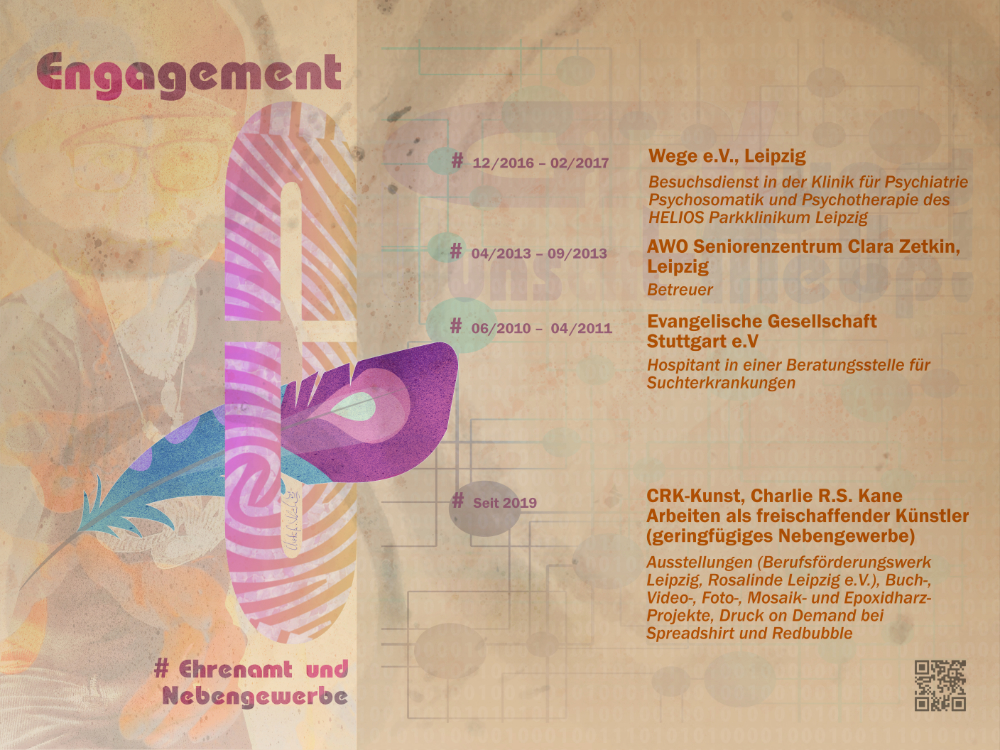 Engagement
# 12/2016 – 02/2017
Wege e.V., Leipzig
Besuchsdienst in der Klinik für Psychiatrie
Psychosomatik und Psychotherapie des
HELIOS Parkklinikum Leipzig
# 04/2013 – 09/2013
AWO Seniorenzentrum Clara Zetkin,
Leipzig
Betreuer
# 06/2010 – 04/2011
Evangelische Gesellschaft
Stuttgart e.V
Hospitant in einer Beratungsstelle für
Suchterkrankungen
# Seit 2019
CRK-Kunst, Charlie R.S. Kane
Arbeiten als freischaffender Künstler
(geringfügiges Nebengewerbe)
Ausstellungen (Berufsförderungswerk
Leipzig, Rosalinde Leipzig e.V.), Buch-,
Video-, Foto-, Mosaik- und Epoxidharz-
Projekte, Druck on Demand bei
Spreadshirt und Redbubble
# Ehrenamt und
Nebengewerbe